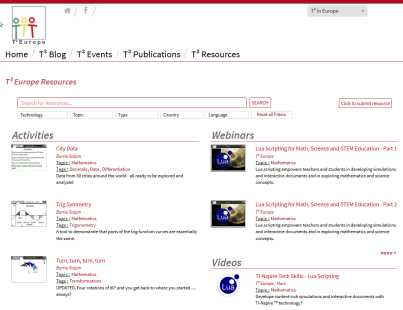 T³ in Europe
T³ Europe
Home / T³ Blog / T³ Events / T³ Publications / T³ Resources
T³ Europe Resources
Search for Resources...
SEARCH
Click to submit resource
Technology
Topic
Type
Country
Language
Reset all Filters
Activities
City Data
Barrie Galpin
Topic : Mathematics
Tags : Decimals , Data , Differentiation
Data from 50 cities around the world - all ready to be explored and
analysed
Trig Symmetry
Barrie Galpin
Topic : Mathematics
Tags : Trigonometry
A tool to demonstrate that parts of the trig function curves are essentially
the same.
Turn, turn, turn, turn
Barrie Galpin
Topic : Mathematics
Tags : Transformations
UPDATED. Four rotations of 90° and you get back to where you started ....
always!
Webinars
Lua
Lua Scripting for Math, Science and STEM Education - Part 1
T³ Europe
Topic : Mathematics
Lua scripting empowers teachers and students in developing simulations
and interactive documents and in exploring mathematics and science
concepts.
Lua
Lua Scripting for Math, Science and STEM Education - Part 2
T³ Europe
Topic : Mathematics
Lua scripting empowers teachers and students in developing simulations
and interactive documents and in exploring mathematics and science
concepts.
more >
Videos
Lua
TI-Nspire Tech Skills - Lua Scripting
Topic : Mathematics
Develop content-rich simulations and interactive documents with
TI-Nspire™ technology?